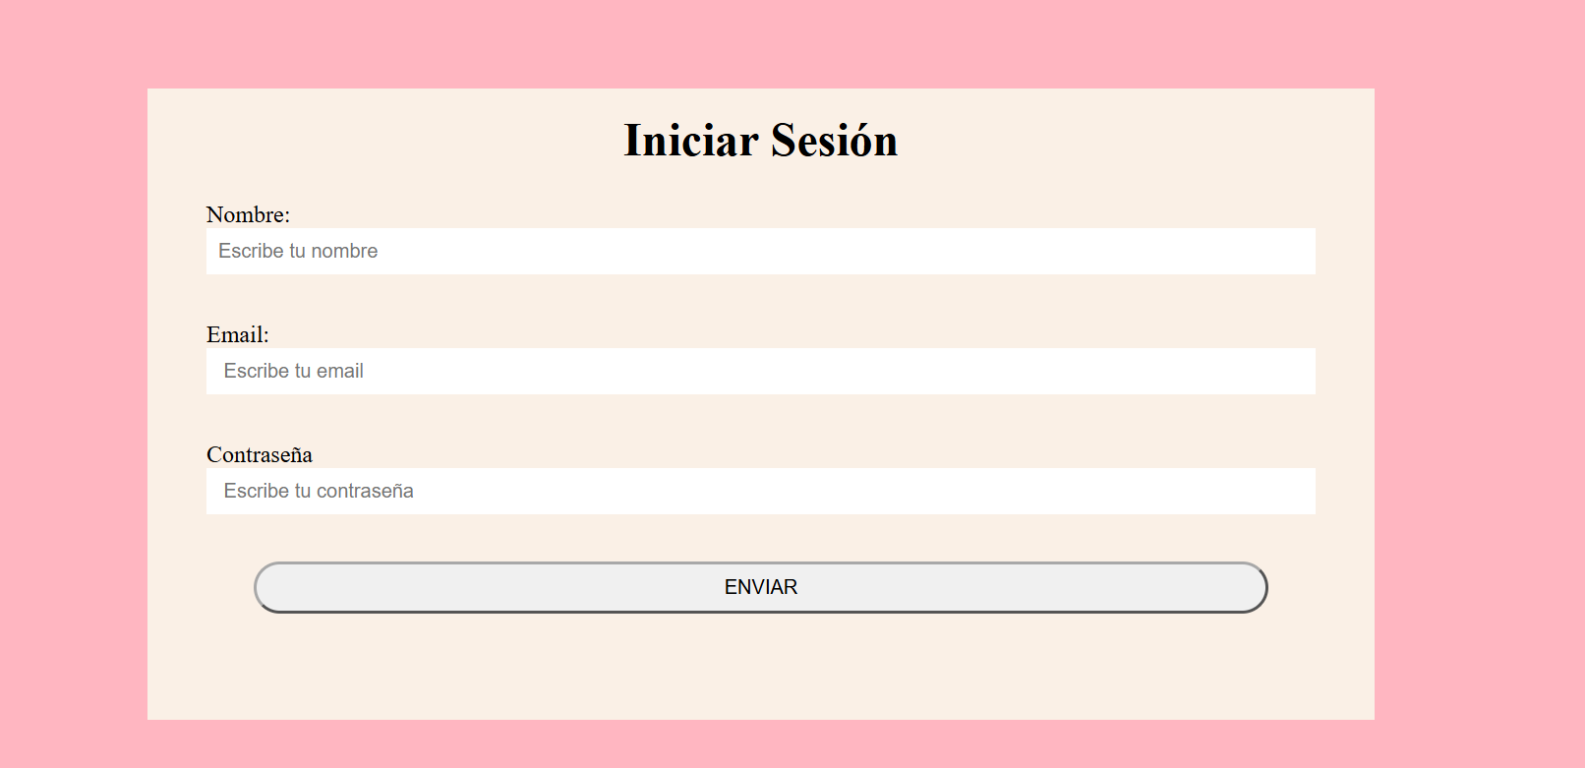 Iniciar Sesión
Nombre:
Escribe tu nombre
Email:
Escribe tu email
Contraseña
Escribe tu contraseña
ENVIAR